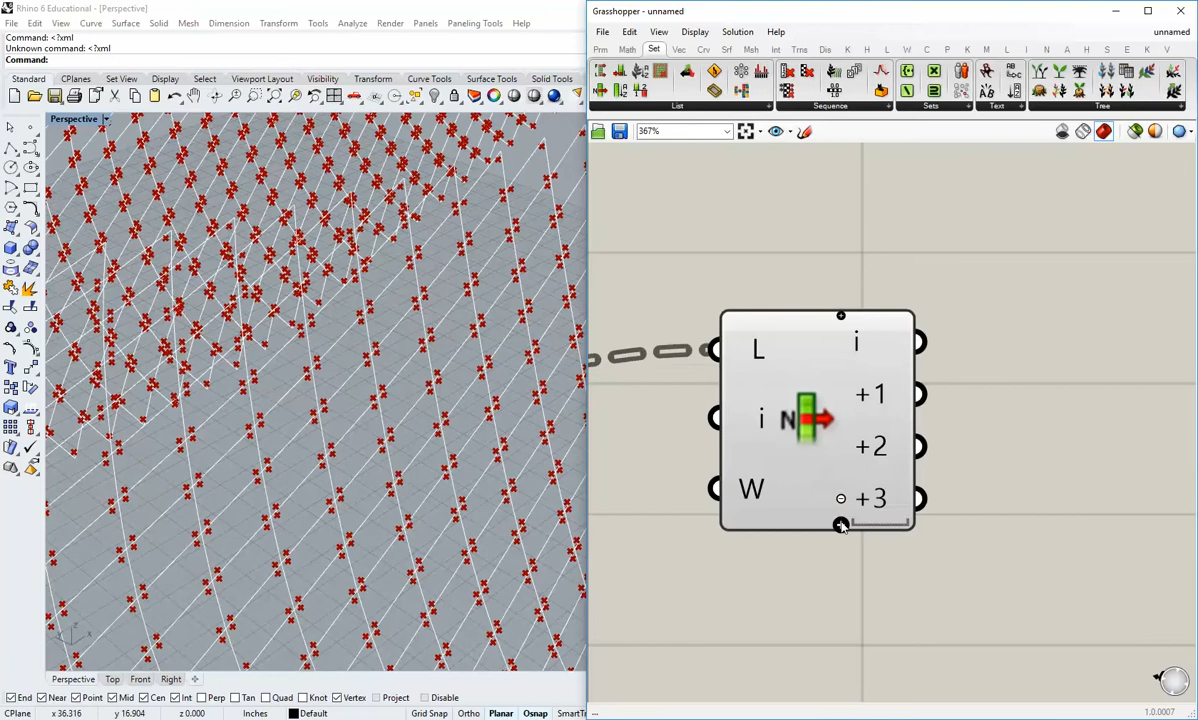 Rhino 6 Educational - [Perspective]
File Edit View Curve Surface Solid Mesh Dimension Transform Tools Analyze Render Panels Paneling Tools Help
Command: <?xml
Unknown command: <?xml
Command:
Standard CPlanes Set View Display Select Viewport Layout Visibility Transform Curve Tools Surface Tools Solid Tools
Perspective
Perspective Top Front Right
End Near Point Mid Cen Int Perp Tan Quad Knot Vertex Project Disable
CPlane x 36.316 y 16.904 z 0.000 Inches Default Grid Snap Ortho Planar Osnap SmartTr
Grasshopper - unnamed
File Edit View Display Solution Help unnamed
Prm Math Set Vec Crv Srf Msh Int Trns Dis K H L W C P K M L H E S E V K
List Sequence Sets Text Tree
367%
L i
+1
i N
+2
W +3
1.0.0007